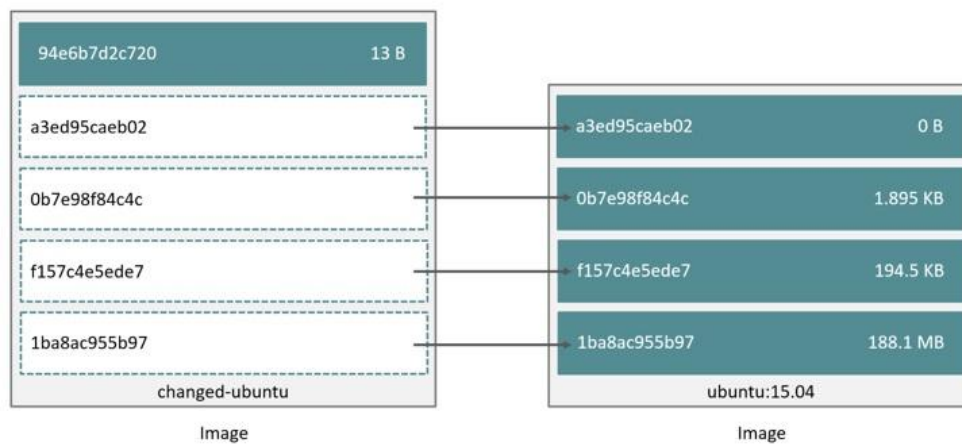 94e6b7d2c720 13 B
a3ed95caeb02
0b7e98f84c4c
f157c4e5ede7
1ba8ac955b97
changed-ubuntu
Image
a3ed95caeb02 0 B
0b7e98f84c4c 1.895 KB
f157c4e5ede7 194.5 KB
1ba8ac955b97 188.1 MB
ubuntu:15.04
Image